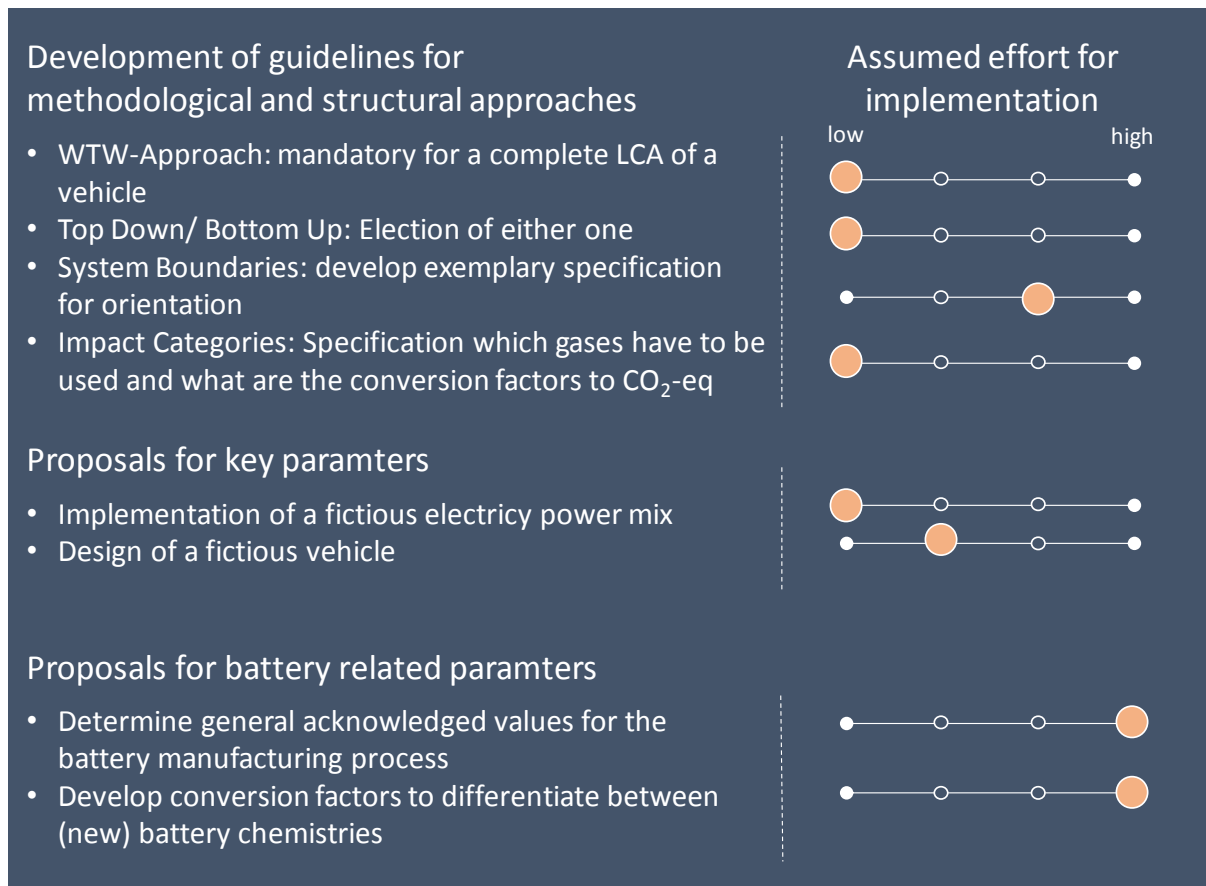 Development of guidelines for
methodological and structural approaches
Assumed effort for
implementation
low
high
• WTW-Approach: mandatory for a complete LCA of a
vehicle
• Top Down/ Bottom Up: Election of either one
• System Boundaries: develop exemplary specification
for orientation
• Impact Categories: Specification which gases have to be
used and what are the conversion factors to CO₂-eq
Proposals for key paramters
• Implementation of a fictious electricy power mix
• Design of a fictious vehicle
Proposals for battery related paramters
• Determine general acknowledged values for the
battery manufacturing process
• Develop conversion factors to differentiate between
(new) battery chemistries